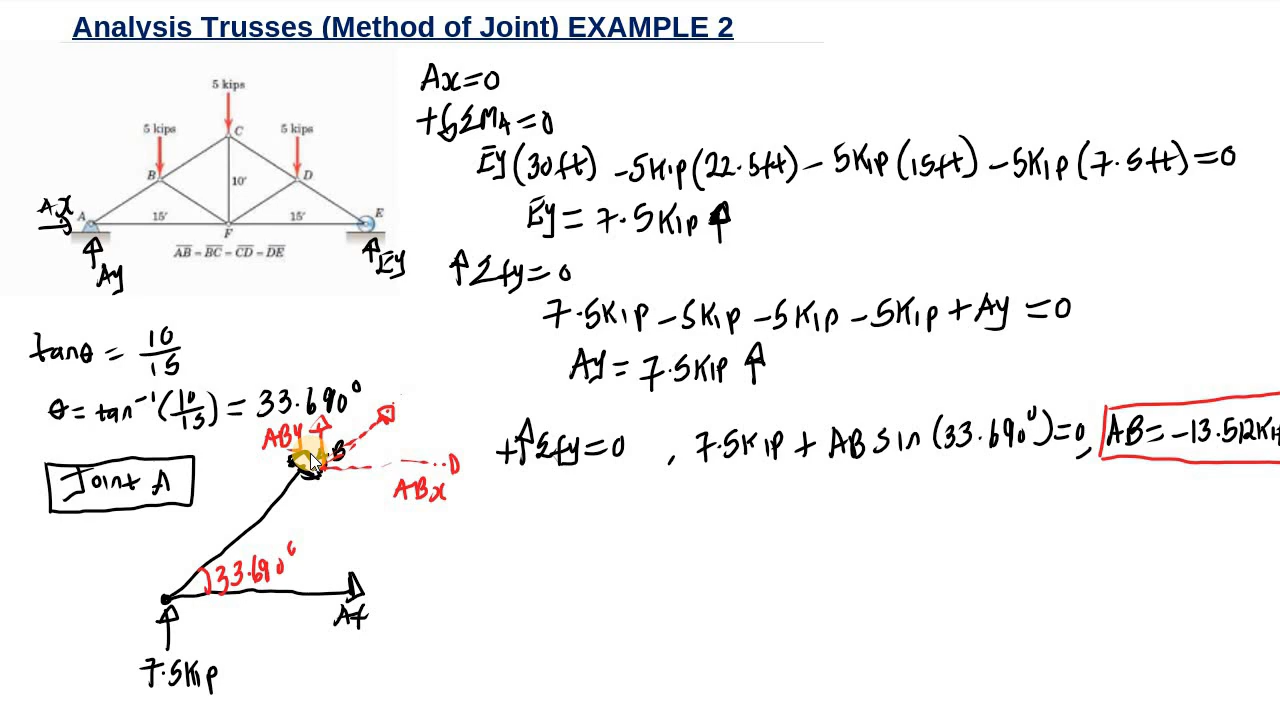 Analysis Trusses (Method of Joint) EXAMPLE 2
5 kips
5 kips
5 kips
C
B
D
10'
Ax
A
15'
15'
E
F
AB = BC = CD = DE
Ay
Ey
Ax=0
+ΣMA=0
Ey(30ft) -5Kip(22.5ft) - 5Kip(15ft) -5Kip(7.5ft)=0
Ey= 7.5Kip↑
↑Σfy=0
7.5Kip -5Kip -5Kip -5Kip +Ay =0
Ay= 7.5Kip ↑
tanθ = 10/15
θ= tan⁻¹(10/15) = 33.690°
+↑Σfy=0 , 7.5Kip + AB sin(33.690°)=0, AB= -13.512Ki
Joint A
ABy
B
ABx
33.690°
Af
7.5Kip